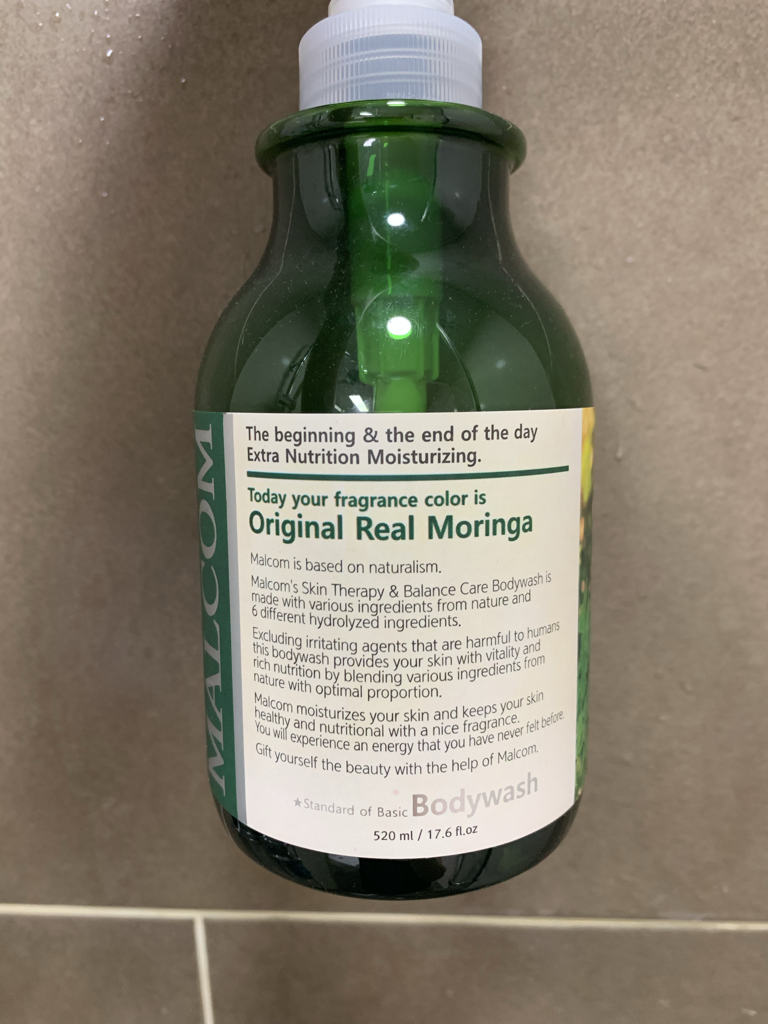 MALCOM
The beginning & the end of the day
Extra Nutrition Moisturizing.
Today your fragrance color is
Original Real Moringa
Malcom is based on naturalism.
Malcom's Skin Therapy & Balance Care Bodywash is
made with various ingredients from nature and
6 different hydrolyzed ingredients.
Excluding irritating agents that are harmful to humans
this bodywash provides your skin with vitality and
rich nutrition by blending various ingredients from
nature with optimal proportion.
Malcom moisturizes your skin and keeps your skin
healthy and nutritional with a nice fragrance.
You will experience an energy that you have never felt before.
Gift yourself the beauty with the help of Malcom.
★Standard of Basic Bodywash
520 ml / 17.6 fl.oz